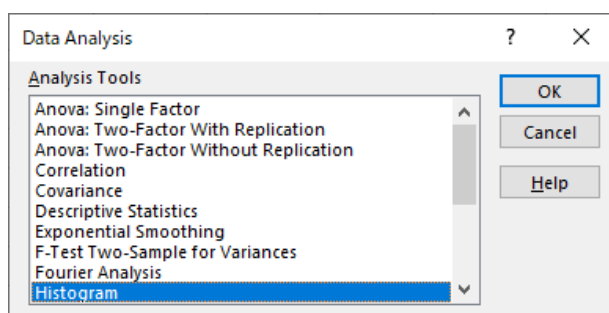 Data Analysis ?
Analysis Tools
Anova: Single Factor
Anova: Two-Factor With Replication
Anova: Two-Factor Without Replication
Correlation
Covariance
Descriptive Statistics
Exponential Smoothing
F-Test Two-Sample for Variances
Fourier Analysis
Histogram
OK
Cancel
Help